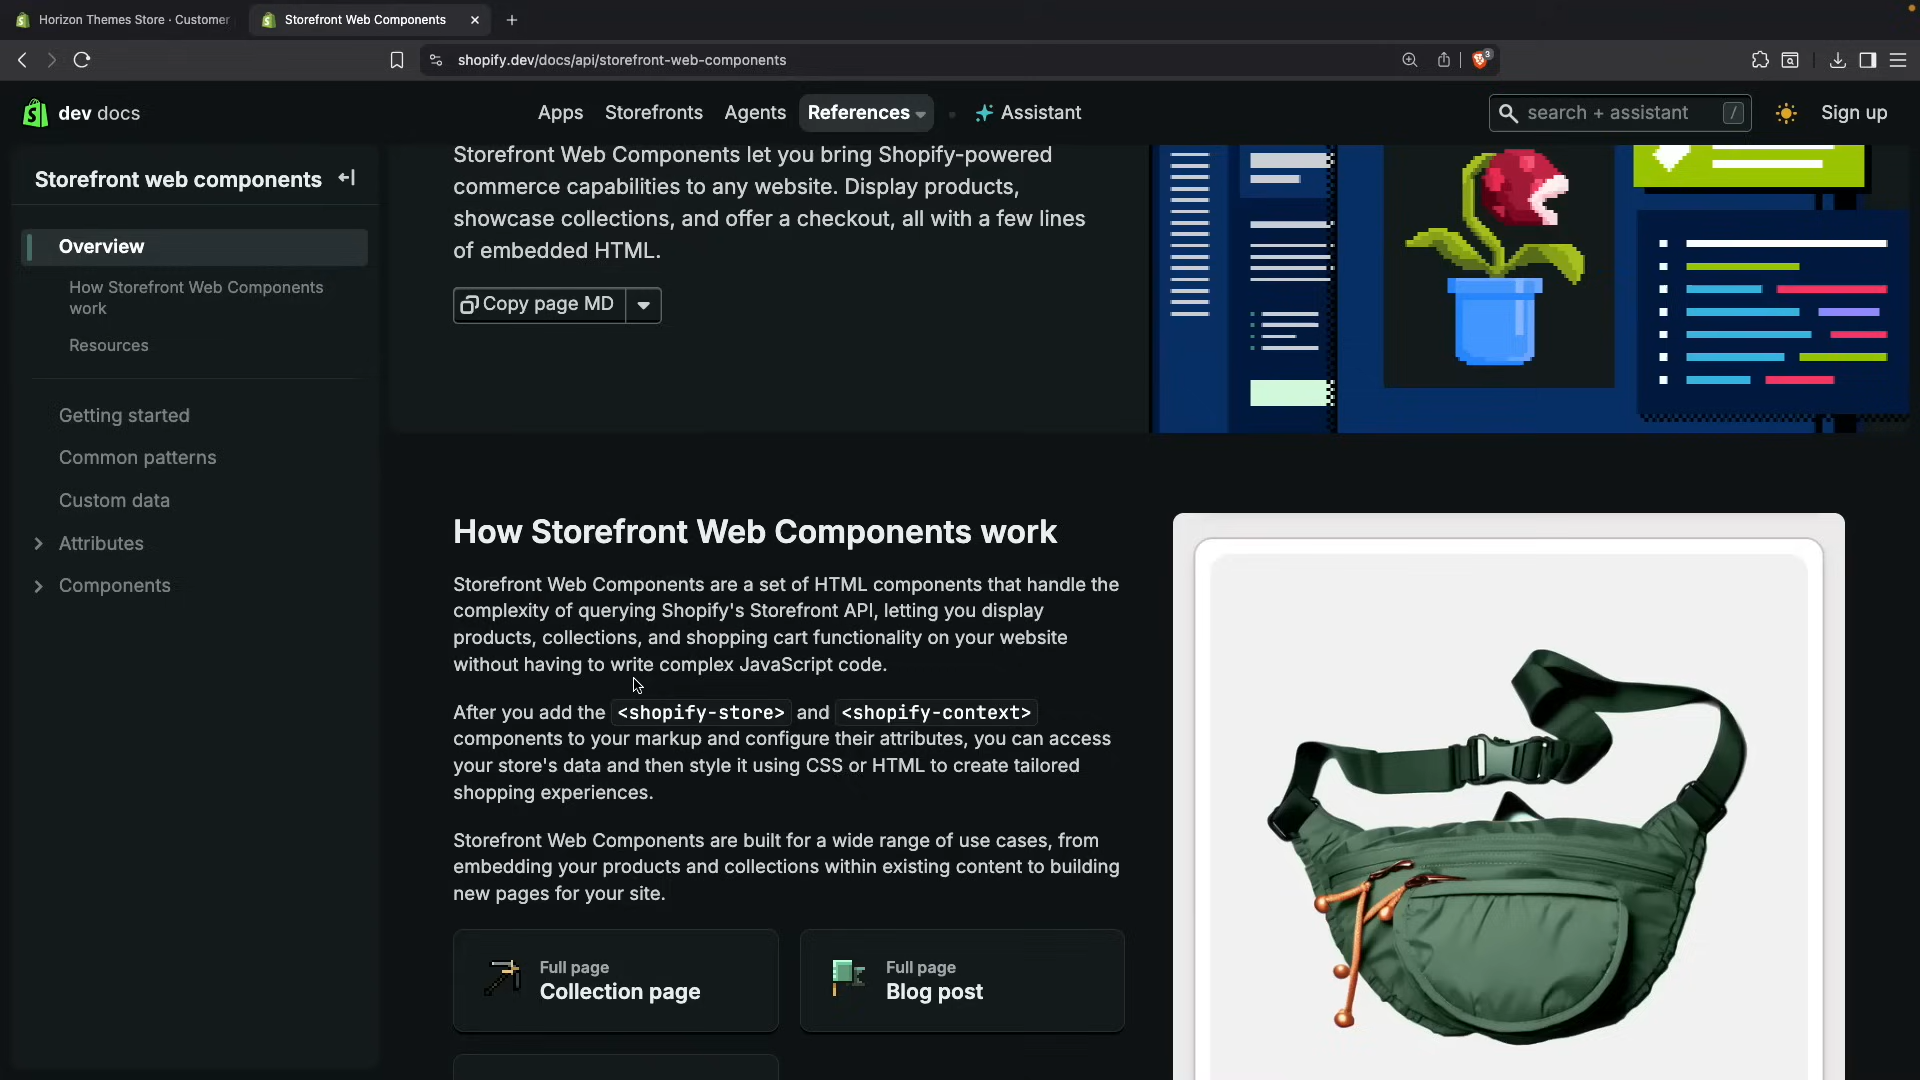 Horizon Themes Store · Customer
Storefront Web Components
shopify.dev/docs/api/storefront-web-components
3
dev docs
Apps
Storefronts
Agents
References
Assistant
search + assistant
/
Sign up
Storefront web components
Overview
How Storefront Web Components
work
Resources
Getting started
Common patterns
Custom data
Attributes
Components
Storefront Web Components let you bring Shopify-powered
commerce capabilities to any website. Display products,
showcase collections, and offer a checkout, all with a few lines
of embedded HTML.
Copy page MD
How Storefront Web Components work
Storefront Web Components are a set of HTML components that handle the
complexity of querying Shopify's Storefront API, letting you display
products, collections, and shopping cart functionality on your website
without having to write complex JavaScript code.
After you add the <shopify-store> and <shopify-context>
components to your markup and configure their attributes, you can access
your store's data and then style it using CSS or HTML to create tailored
shopping experiences.
Storefront Web Components are built for a wide range of use cases, from
embedding your products and collections within existing content to building
new pages for your site.
Full page
Collection page
Full page
Blog post